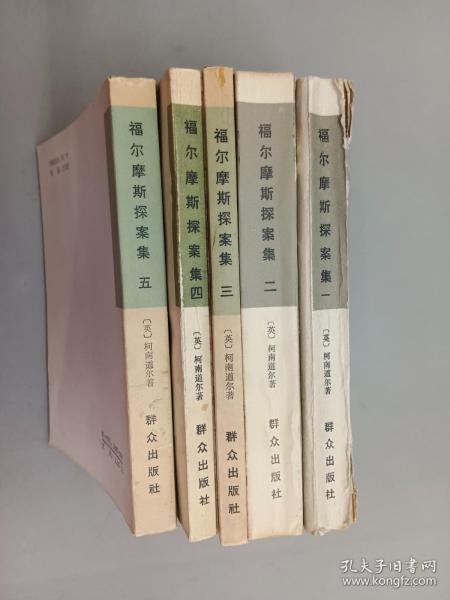 福尔摩斯探案集 五
〔英〕柯南道尔著
群众出版社
福尔摩斯探案集 四
〔英〕柯南道尔著
群众出版社
福尔摩斯探案集 三
〔英〕柯南道尔著
群众出版社
福尔摩斯探案集 二
〔英〕柯南道尔著
群众出版社
福尔摩斯探案集 一
〔英〕柯南道尔著
群众出版社
孔夫子旧书网
www.kongfz.com